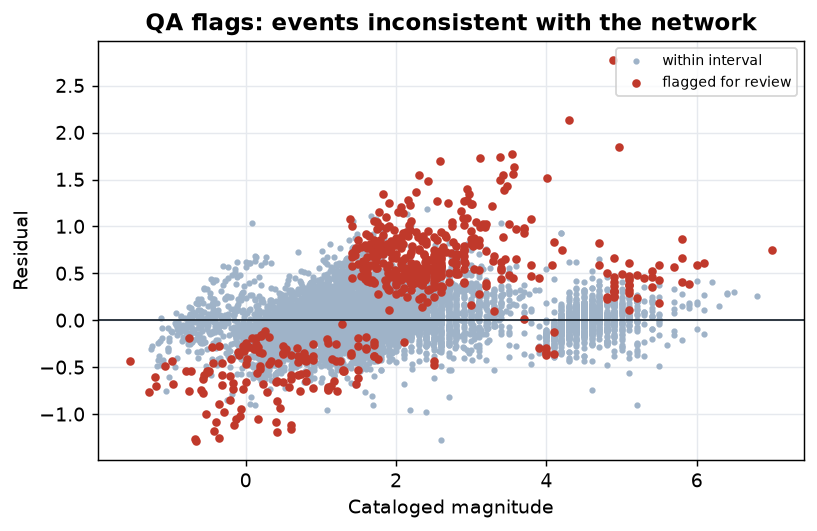 QA flags: events inconsistent with the network
within interval
flagged for review
2.5
2.0
1.5
1.0
0.5
0.0
−0.5
−1.0
Residual
0 2 4 6
Cataloged magnitude